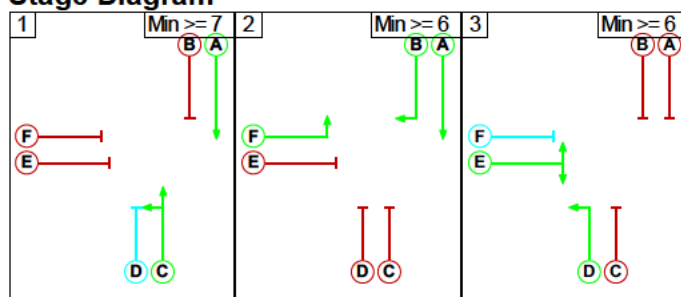 Stage Diagram
1 Min >= 7 2 Min >= 6 3 Min >= 6
B A B A B A
F F F
E E E
D C D C D C